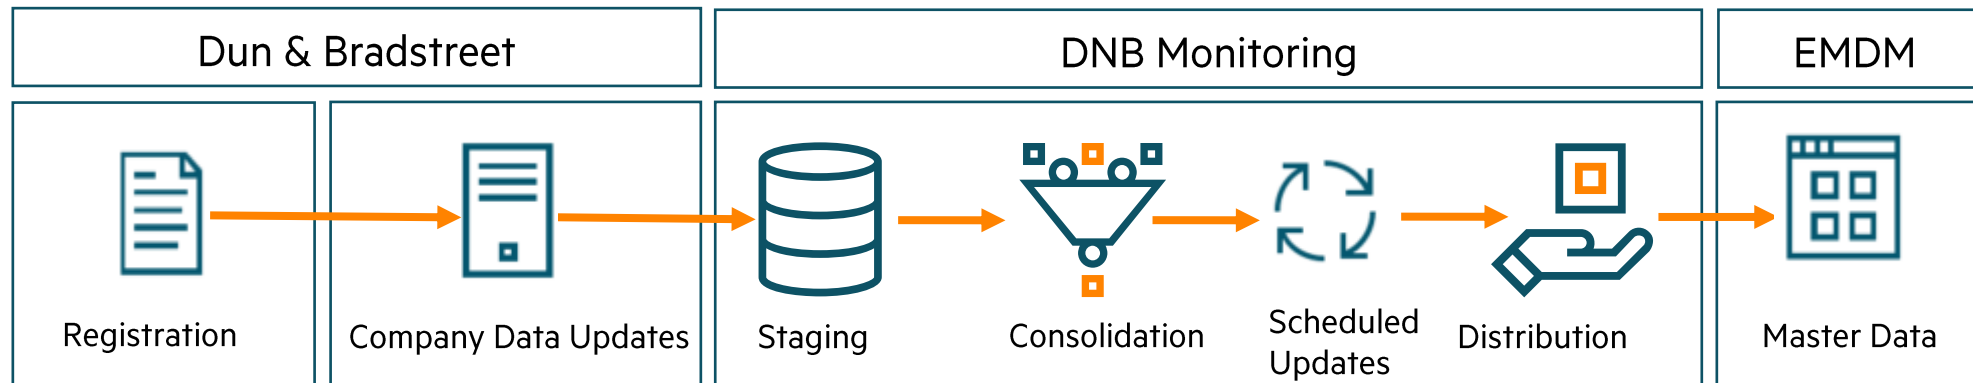 Dun & Bradstreet
DNB Monitoring
EMDM
Registration
Company Data Updates
Staging
Consolidation
Scheduled
Updates
Distribution
Master Data